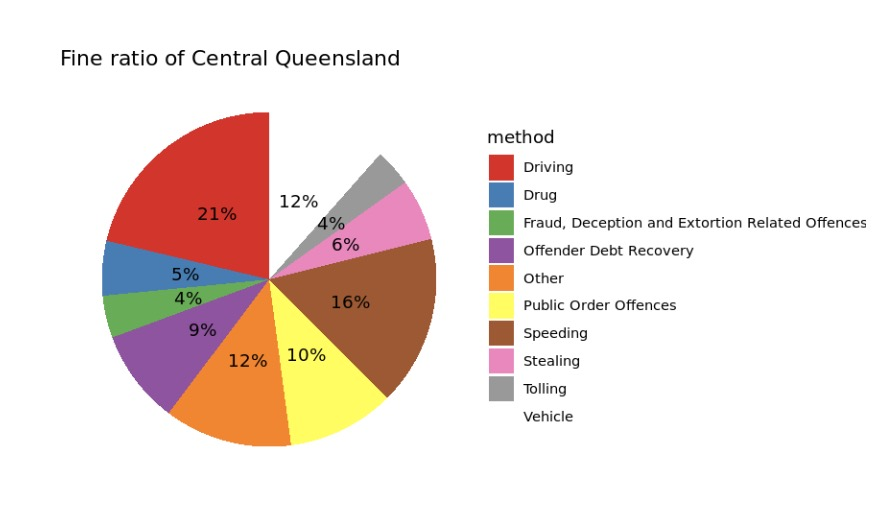 Fine ratio of Central Queensland
method
Driving
Drug
Fraud, Deception and Extortion Related Offences
Offender Debt Recovery
Other
Public Order Offences
Speeding
Stealing
Tolling
Vehicle
12%
21%
4%
6%
5%
4%
16%
9%
10%
12%